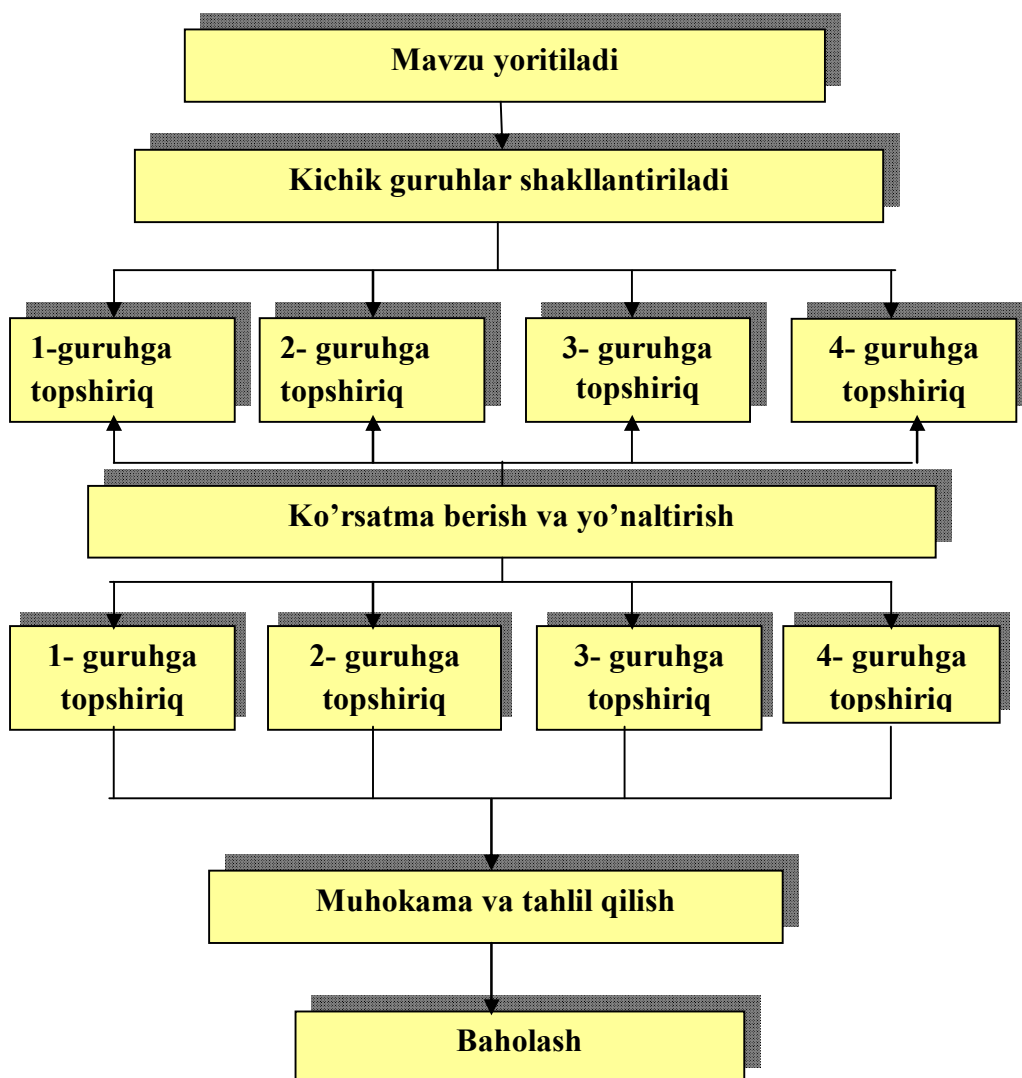 Mavzu yoritiladi
Kichik guruhlar shakllantiriladi
1-guruhga
topshiriq
2- guruhga
topshiriq
3- guruhga
topshiriq
4- guruhga
topshiriq
Ko’rsatma berish va yo’naltirish
1- guruhga
topshiriq
2- guruhga
topshiriq
3- guruhga
topshiriq
4- guruhga
topshiriq
Muhokama va tahlil qilish
Baholash